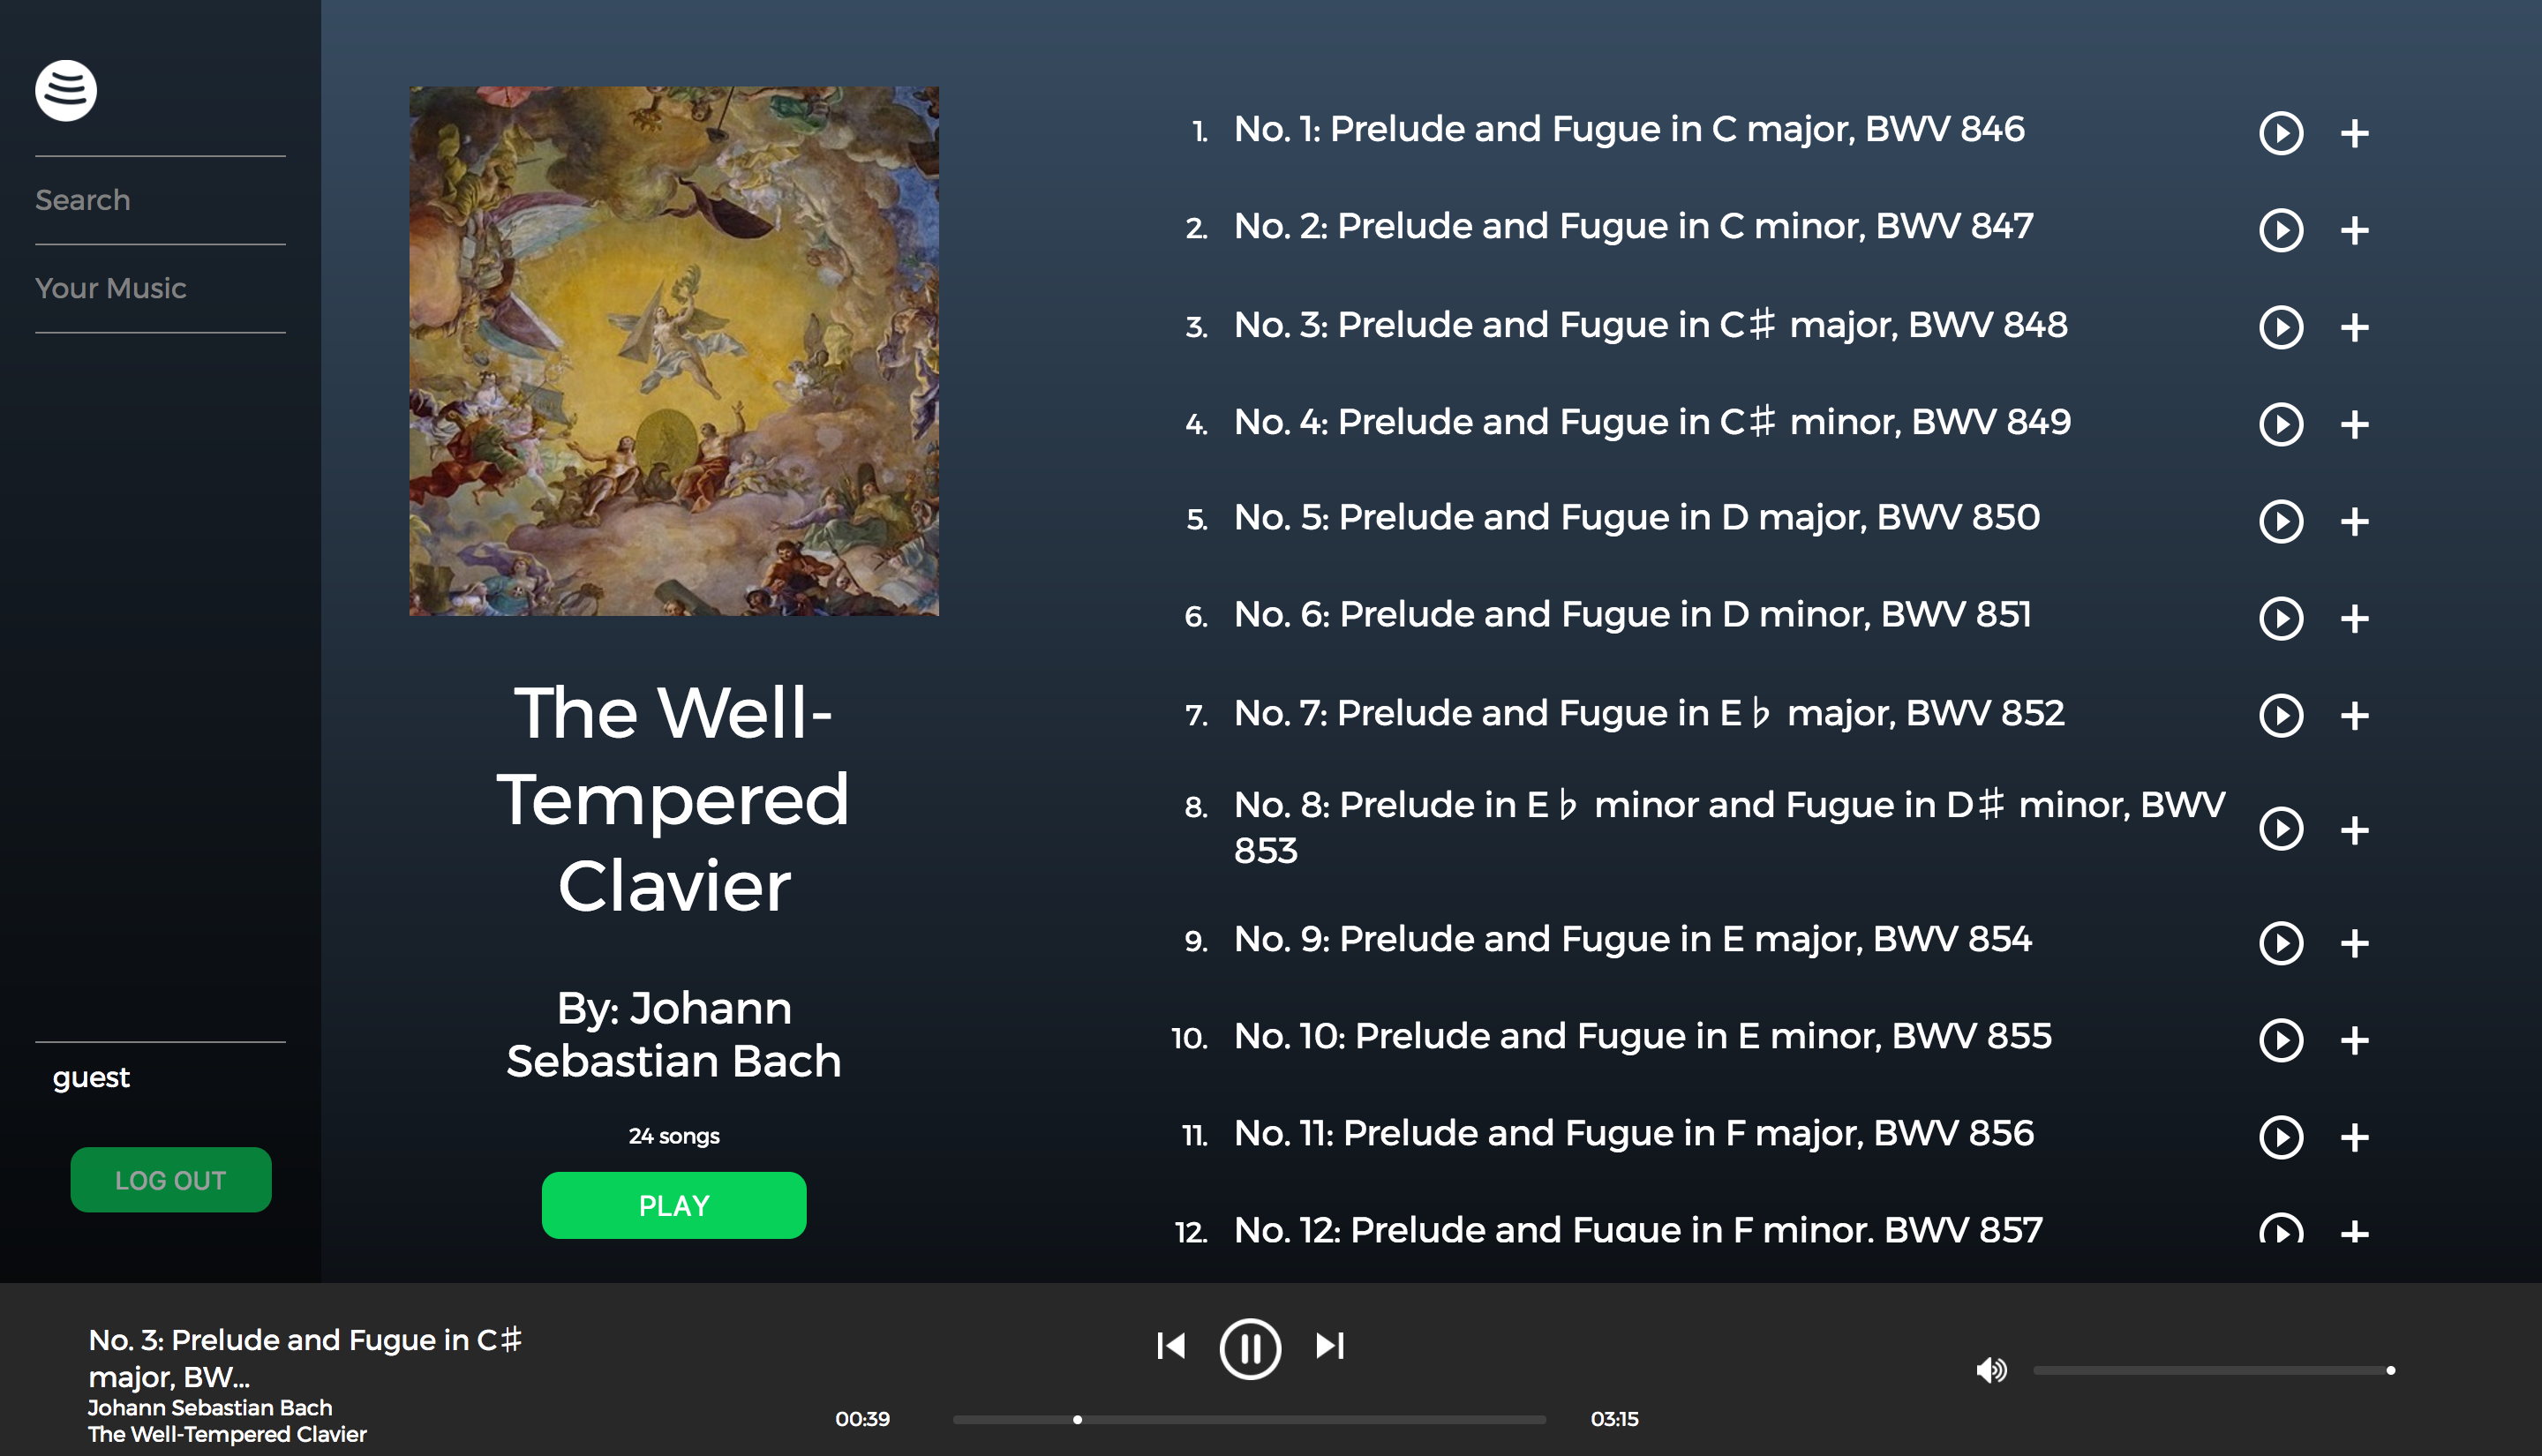 Search
Your Music
guest
LOG OUT
The Well-
Tempered
Clavier
By: Johann
Sebastian Bach
24 songs
PLAY
1. No. 1: Prelude and Fugue in C major, BWV 846
2. No. 2: Prelude and Fugue in C minor, BWV 847
3. No. 3: Prelude and Fugue in C♯ major, BWV 848
4. No. 4: Prelude and Fugue in C♯ minor, BWV 849
5. No. 5: Prelude and Fugue in D major, BWV 850
6. No. 6: Prelude and Fugue in D minor, BWV 851
7. No. 7: Prelude and Fugue in E♭ major, BWV 852
8. No. 8: Prelude in E♭ minor and Fugue in D♯ minor, BWV
853
9. No. 9: Prelude and Fugue in E major, BWV 854
10. No. 10: Prelude and Fugue in E minor, BWV 855
11. No. 11: Prelude and Fugue in F major, BWV 856
12. No. 12: Prelude and Fugue in F minor, BWV 857
No. 3: Prelude and Fugue in C♯
major, BW...
Johann Sebastian Bach
The Well-Tempered Clavier
00:39
03:15